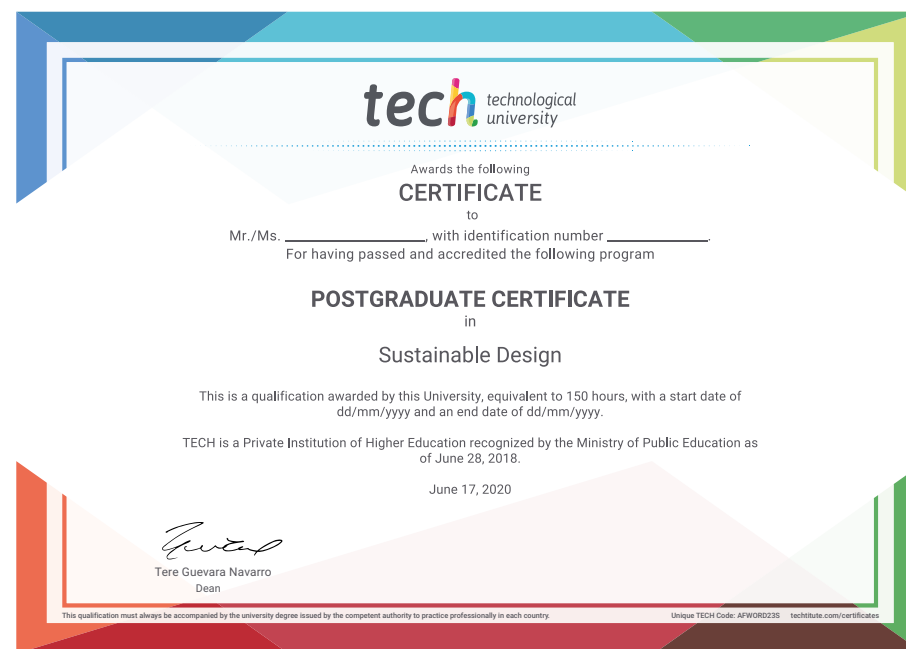 tech technological
university
Awards the following
CERTIFICATE
to
Mr./Ms. ____________________, with identification number ______________.
For having passed and accredited the following program
POSTGRADUATE CERTIFICATE
in
Sustainable Design
This is a qualification awarded by this University, equivalent to 150 hours, with a start date of
dd/mm/yyyy and an end date of dd/mm/yyyy.
TECH is a Private Institution of Higher Education recognized by the Ministry of Public Education as
of June 28, 2018.
June 17, 2020
Tere Guevara Navarro
Dean
This qualification must always be accompanied by the university degree issued by the competent authority to practice professionally in each country. Unique TECH Code: AFWORD23S techtitute.com/certificates